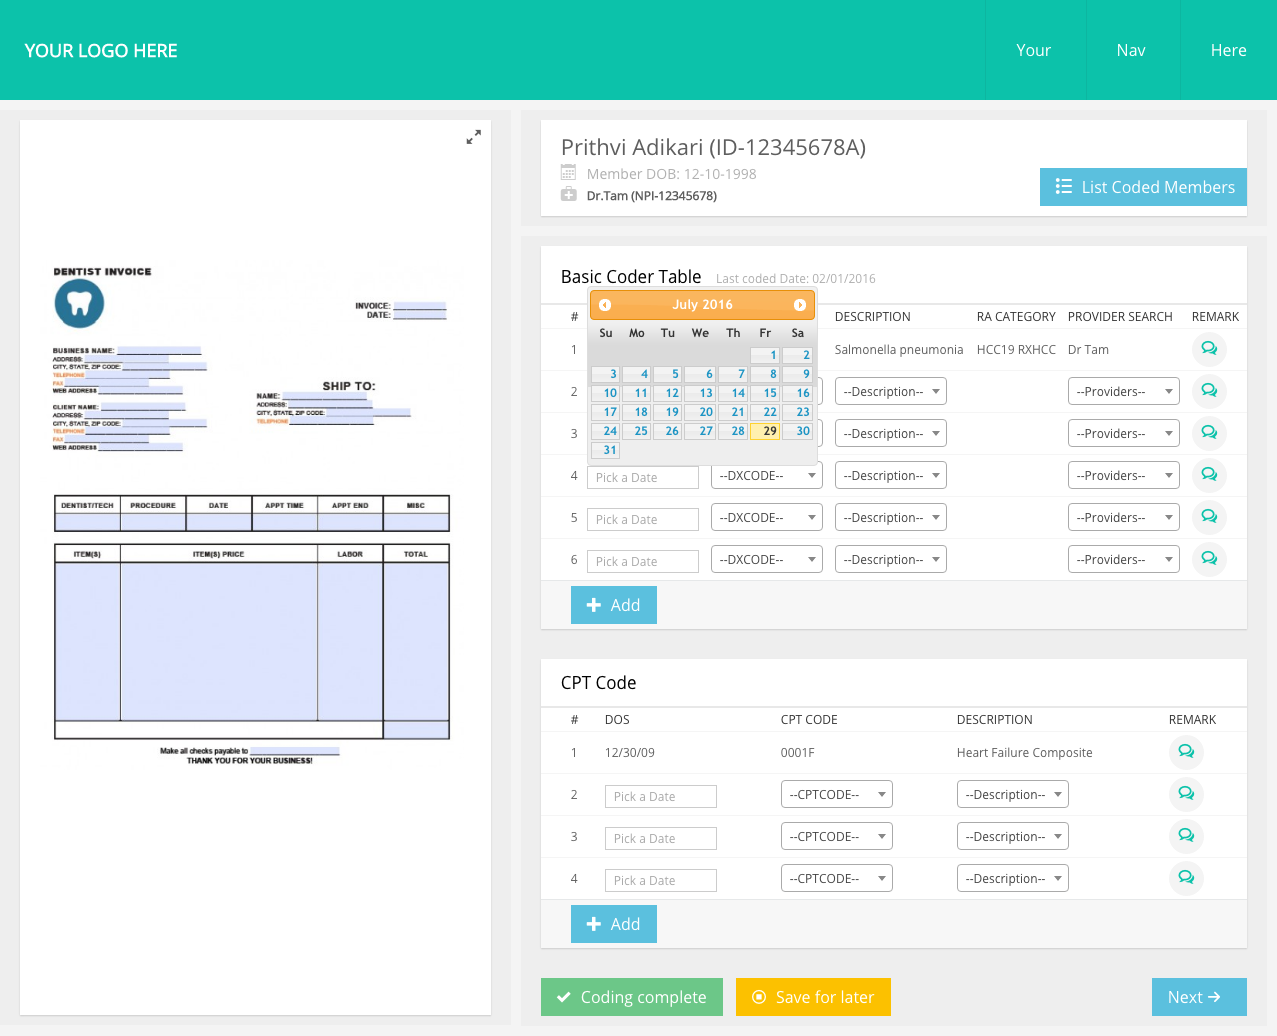 YOUR LOGO HERE
Your Nav Here
DENTIST INVOICE
INVOICE:
DATE:
BUSINESS NAME:
ADDRESS:
CITY, STATE, ZIP CODE:
TELEPHONE
FAX
WEB ADDRESS
SHIP TO:
NAME:
ADDRESS:
CITY, STATE, ZIP CODE:
TELEPHONE
CLIENT NAME:
ADDRESS:
CITY, STATE, ZIP CODE:
TELEPHONE
FAX
WEB ADDRESS
DENTIST/TECH PROCEDURE DATE APPT TIME APPT END MISC
ITEM(S) ITEM(S) PRICE LABOR TOTAL
Make all checks payable to
THANK YOU FOR YOUR BUSINESS!
Prithvi Adikari (ID-12345678A)
Member DOB: 12-10-1998
Dr.Tam (NPI-12345678)
List Coded Members
Basic Coder Table Last coded Date: 02/01/2016
# DESCRIPTION RA CATEGORY PROVIDER SEARCH REMARK
1 Salmonella pneumonia HCC19 RXHCC Dr Tam
2 --Description-- --Providers--
3 --Description-- --Providers--
4 Pick a Date --DXCODE-- --Description-- --Providers--
5 Pick a Date --DXCODE-- --Description-- --Providers--
6 Pick a Date --DXCODE-- --Description-- --Providers--
July 2016
Su Mo Tu We Th Fr Sa
1 2
3 4 5 6 7 8 9
10 11 12 13 14 15 16
17 18 19 20 21 22 23
24 25 26 27 28 29 30
31
Add
CPT Code
# DOS CPT CODE DESCRIPTION REMARK
1 12/30/09 0001F Heart Failure Composite
2 Pick a Date --CPTCODE-- --Description--
3 Pick a Date --CPTCODE-- --Description--
4 Pick a Date --CPTCODE-- --Description--
Add
Coding complete Save for later Next